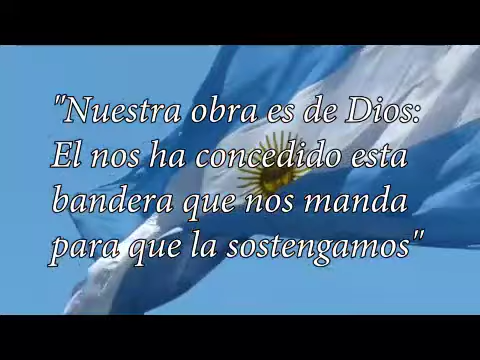 "Nuestra obra es de Dios:
El nos ha concedido esta
bandera que nos manda
para que la sostengamos"